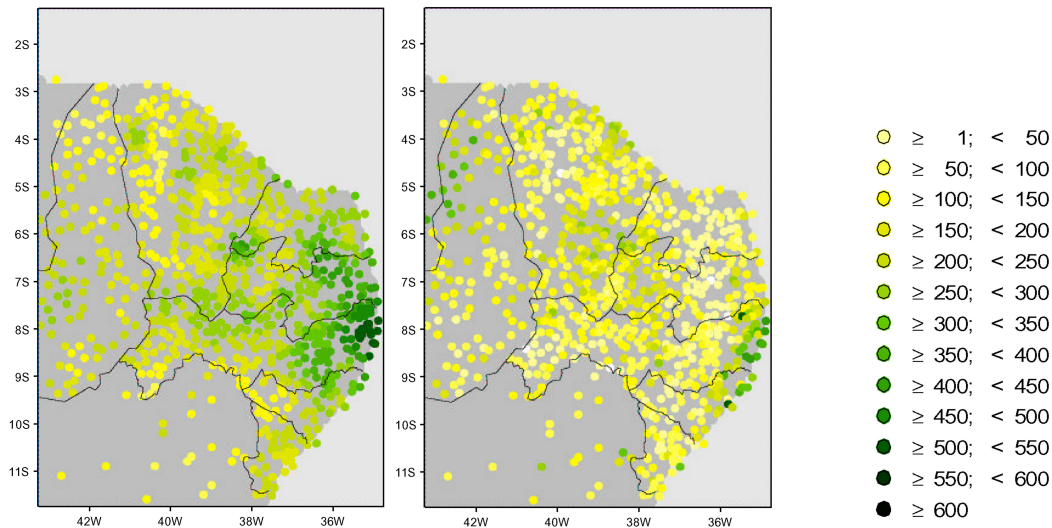 2S
3S
4S
5S
6S
7S
8S
9S
10S
11S
42W 40W 38W 36W
2S
3S
4S
5S
6S
7S
8S
9S
10S
11S
42W 40W 38W 36W
≥ 1; < 50
≥ 50; < 100
≥ 100; < 150
≥ 150; < 200
≥ 200; < 250
≥ 250; < 300
≥ 300; < 350
≥ 350; < 400
≥ 400; < 450
≥ 450; < 500
≥ 500; < 550
≥ 550; < 600
≥ 600